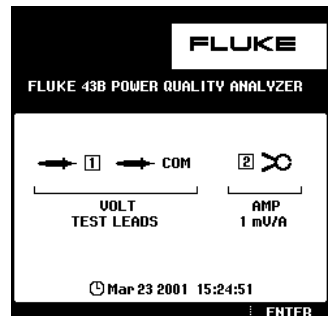 FLUKE
FLUKE 43B POWER QUALITY ANALYZER
1 COM 2
VOLT AMP
TEST LEADS 1 mV/A
Mar 23 2001 15:24:51
ENTER